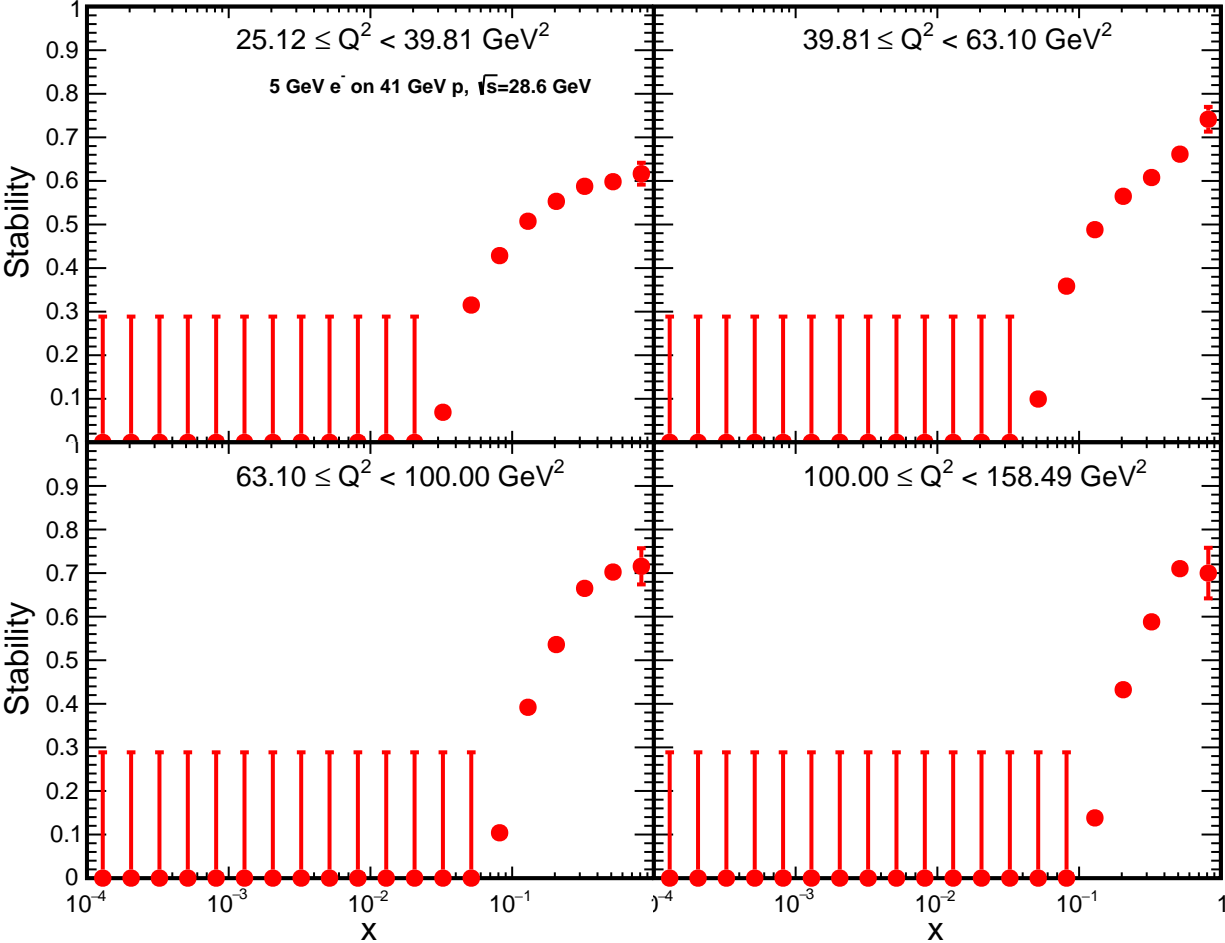 25.12 ≤ Q² < 39.81 GeV²
5 GeV e⁻ on 41 GeV p, √s=28.6 GeV
Stability
1
0.9
0.8
0.7
0.6
0.5
0.4
0.3
0.2
0.1
39.81 ≤ Q² < 63.10 GeV²
63.10 ≤ Q² < 100.00 GeV²
Stability
0.9
0.8
0.7
0.6
0.5
0.4
0.3
0.2
0.1
0
10⁻⁴ 10⁻³ 10⁻² 10⁻¹
x
100.00 ≤ Q² < 158.49 GeV²
10⁻³ 10⁻² 10⁻¹ 1
x